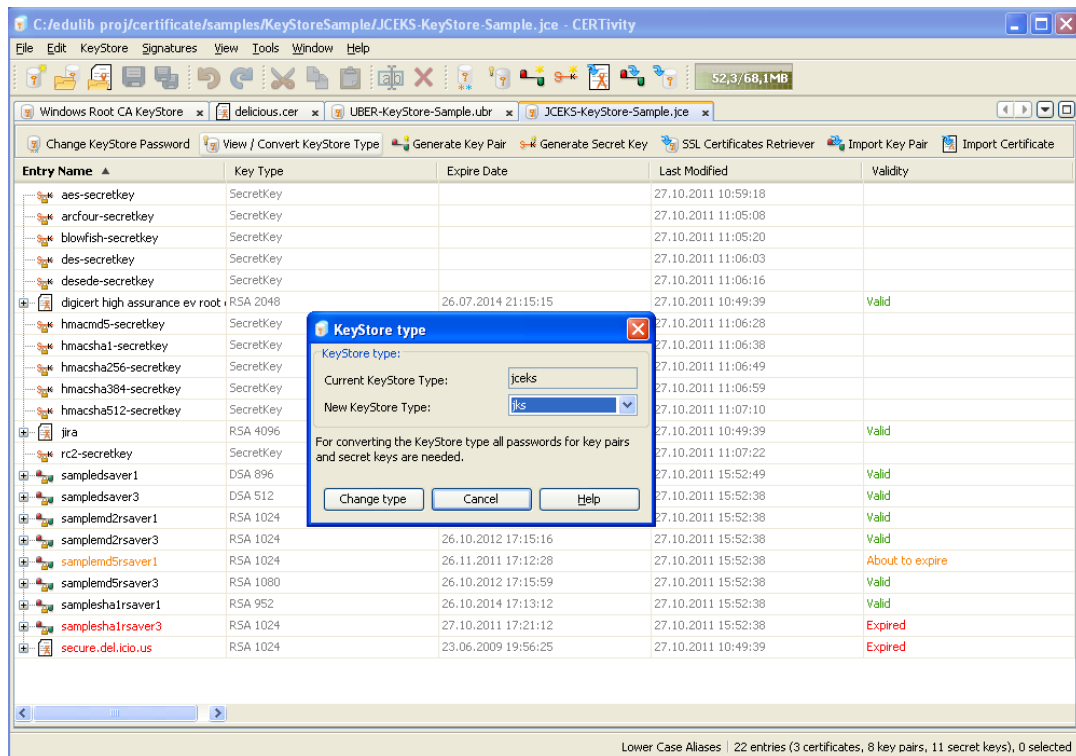 C:/edulib proj/certificate/samples/KeyStoreSample/JCEKS-KeyStore-Sample.jce - CERTivity
File Edit KeyStore Signatures View Tools Window Help
52,3/68,1MB
Windows Root CA KeyStore x delicious.cer x UBER-KeyStore-Sample.ubr x JCEKS-KeyStore-Sample.jce x
Change KeyStore Password View / Convert KeyStore Type Generate Key Pair Generate Secret Key SSL Certificates Retriever Import Key Pair Import Certificate
Entry Name ▲ Key Type Expire Date Last Modified Validity
aes-secretkey SecretKey 27.10.2011 10:59:18
arcfour-secretkey SecretKey 27.10.2011 11:05:08
blowfish-secretkey SecretKey 27.10.2011 11:05:20
des-secretkey SecretKey 27.10.2011 11:06:03
desede-secretkey SecretKey 27.10.2011 11:06:16
digicert high assurance ev root RSA 2048 26.07.2014 21:15:15 27.10.2011 10:49:39 Valid
hmacmd5-secretkey SecretKey 27.10.2011 11:06:28
hmacsha1-secretkey SecretKey 27.10.2011 11:06:38
hmacsha256-secretkey SecretKey 27.10.2011 11:06:49
hmacsha384-secretkey SecretKey 27.10.2011 11:06:59
hmacsha512-secretkey SecretKey 27.10.2011 11:07:10
jira RSA 4096 27.10.2011 10:49:39 Valid
rc2-secretkey SecretKey 27.10.2011 11:07:22
sampledsaver1 DSA 896 27.10.2011 15:52:49 Valid
sampledsaver3 DSA 512 27.10.2011 15:52:38 Valid
samplemd2rsaver1 RSA 1024 27.10.2011 15:52:38 Valid
samplemd2rsaver3 RSA 1024 26.10.2012 17:15:16 27.10.2011 15:52:38 Valid
samplemd5rsaver1 RSA 1024 26.11.2011 17:12:28 27.10.2011 15:52:38 About to expire
samplemd5rsaver3 RSA 1080 26.10.2012 17:15:59 27.10.2011 15:52:38 Valid
samplesha1rsaver1 RSA 952 26.10.2014 17:13:12 27.10.2011 15:52:38 Valid
samplesha1rsaver3 RSA 1024 27.10.2011 17:21:12 27.10.2011 15:52:38 Expired
secure.del.icio.us RSA 1024 23.06.2009 19:56:25 27.10.2011 10:49:39 Expired
KeyStore type
KeyStore type:
Current KeyStore Type: jceks
New KeyStore Type: jks
For converting the KeyStore type all passwords for key pairs
and secret keys are needed.
Change type Cancel Help
Lower Case Aliases 22 entries (3 certificates, 8 key pairs, 11 secret keys), 0 selected